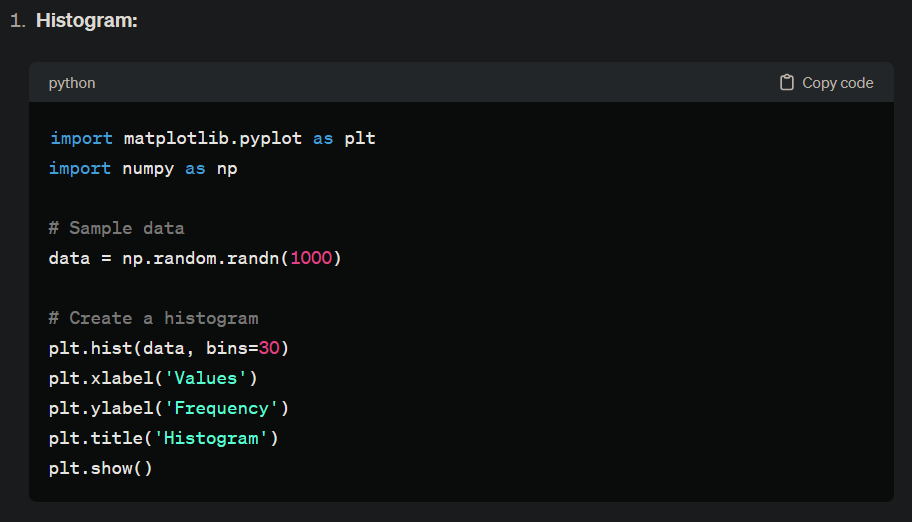 1. Histogram:
python
Copy code
import matplotlib.pyplot as plt
import numpy as np
# Sample data
data = np.random.randn(1000)
# Create a histogram
plt.hist(data, bins=30)
plt.xlabel('Values')
plt.ylabel('Frequency')
plt.title('Histogram')
plt.show()